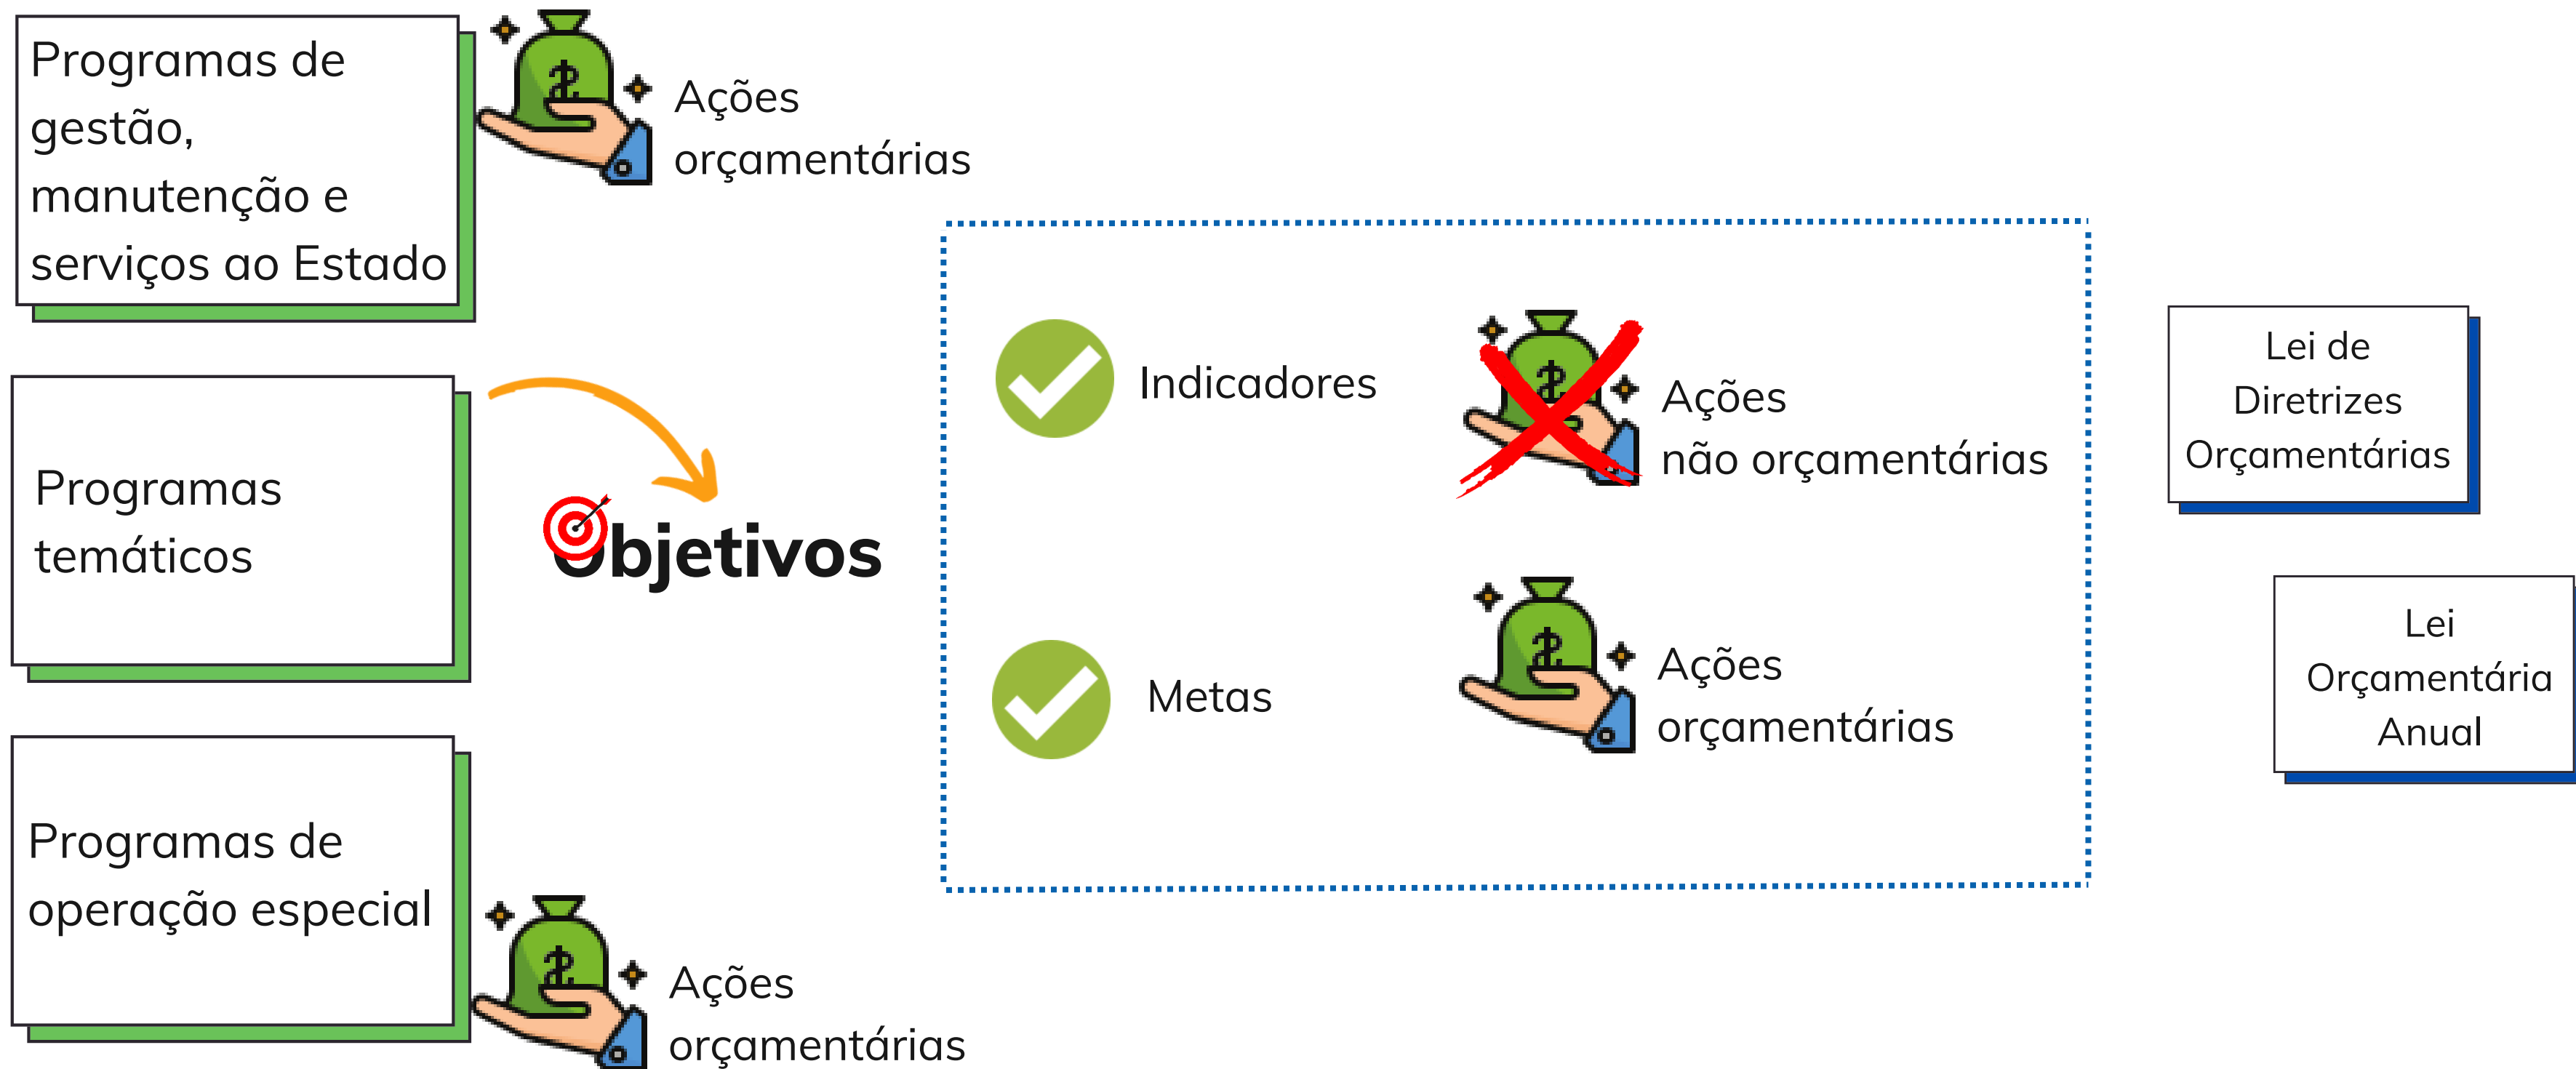 Programas de
gestão,
manutenção e
serviços ao Estado
Ações
orçamentárias
Programas
temáticos
Objetivos
Indicadores
Ações
não orçamentárias
Metas
Ações
orçamentárias
Lei de
Diretrizes
Orçamentárias
Lei
Orçamentária
Anual
Programas de
operação especial
Ações
orçamentárias